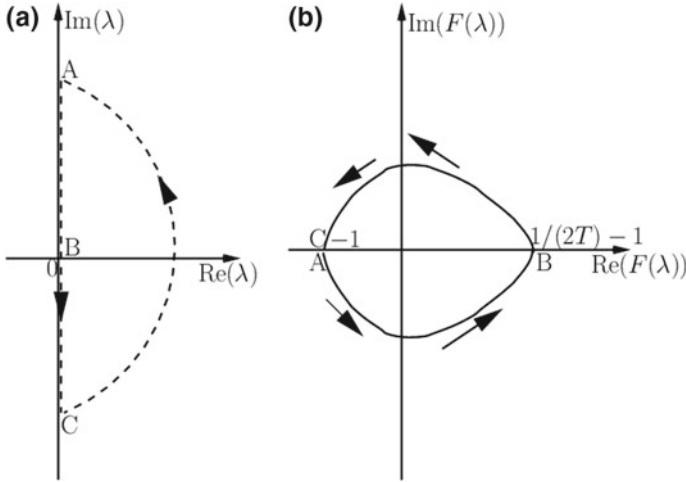 (a)
Im(λ)
A
B
0
Re(λ)
C
(b)
Im(F(λ))
C
−1
1/(2T) − 1
A
B
Re(F(λ))